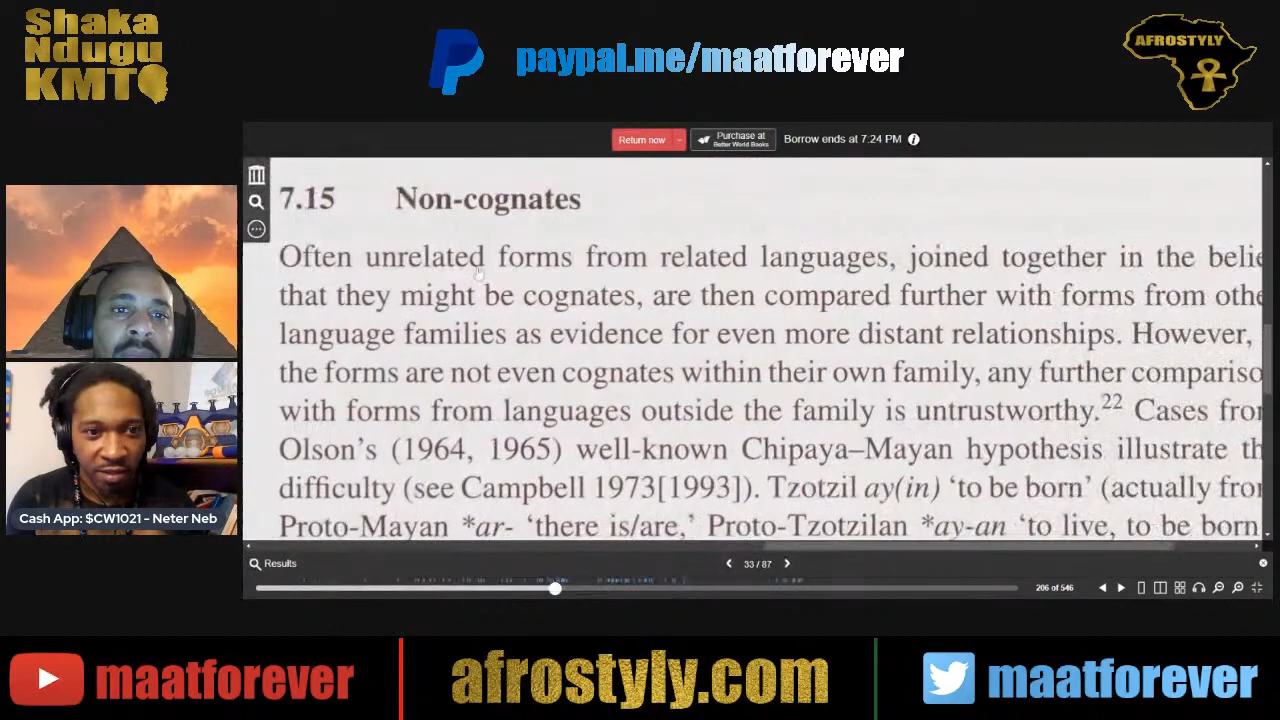 Shaka
Ndugu
KMT
paypal.me/maatforever
AFROSTYLY
Return now
Purchase at
Better World Books
Borrow ends at 7:24 PM
7.15 Non-cognates
Often unrelated forms from related languages, joined together in the belie
that they might be cognates, are then compared further with forms from othe
language families as evidence for even more distant relationships. However,
the forms are not even cognates within their own family, any further compariso
with forms from languages outside the family is untrustworthy.22 Cases from
Olson's (1964, 1965) well-known Chipaya–Mayan hypothesis illustrate th
difficulty (see Campbell 1973[1993]). Tzotzil ay(in) 'to be born' (actually from
Proto-Mayan *ar- 'there is/are,' Proto-Tzotzilan *ay-an 'to live, to be born
Cash App: $CW1021 - Neter Neb
Results
33 / 87
206 of 546
maatforever
afrostyly.com
maatforever